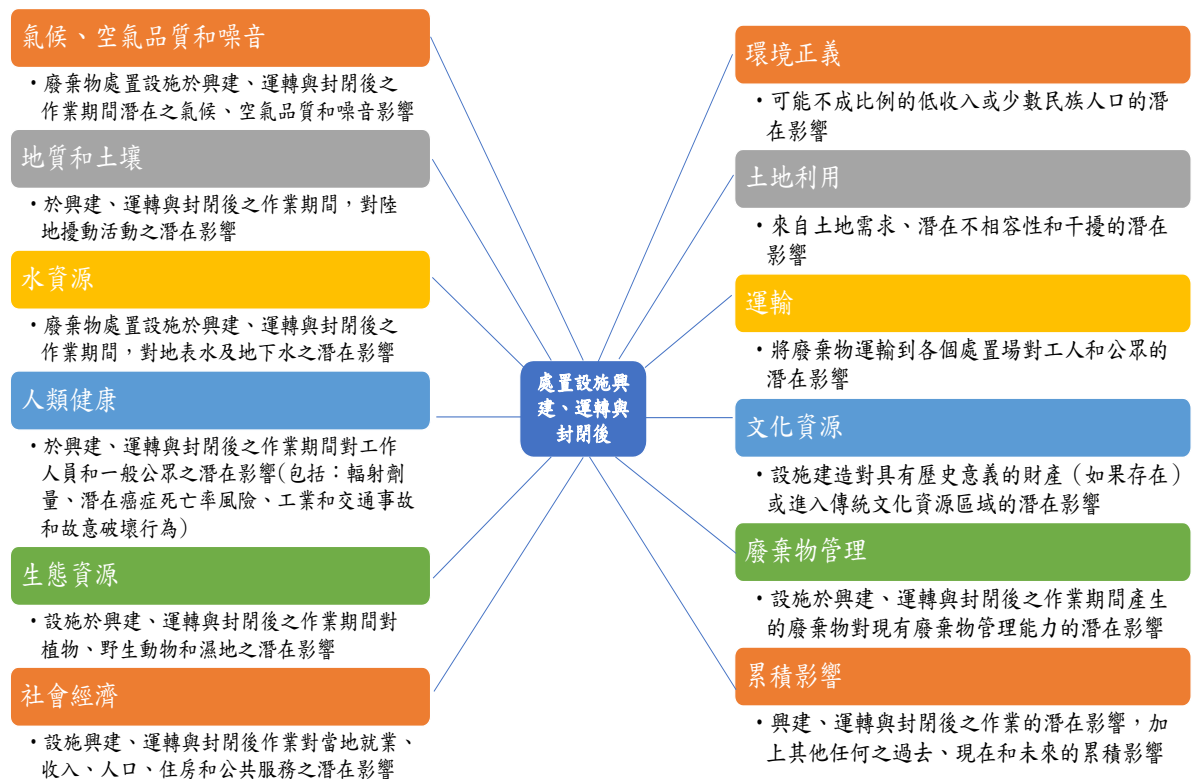 氣候、空氣品質和噪音
・廢棄物處置設施於興建、運轉與封閉後之
作業期間潛在之氣候、空氣品質和噪音影響
地質和土壤
・於興建、運轉與封閉後之作業期間，對陸
地擾動活動之潛在影響
水資源
・廢棄物處置設施於興建、運轉與封閉後之
作業期間，對地表水及地下水之潛在影響
人類健康
・於興建、運轉與封閉後之作業期間對工作
人員和一般公眾之潛在影響(包括：輻射劑
量、潛在癌症死亡率風險、工業和交通事故
和故意破壞行為)
生態資源
・設施於興建、運轉與封閉後之作業期間對
植物、野生動物和濕地之潛在影響
社會經濟
・設施興建、運轉與封閉後作業對當地就業、
收入、人口、住房和公共服務之潛在影響
處置設施興
建、運轉與
封閉後
環境正義
・可能不成比例的低收入或少數民族人口的潛
在影響
土地利用
・來自土地需求、潛在不相容性和干擾的潛在
影響
運輸
・將廢棄物運輸到各個處置場對工人和公眾的
潛在影響
文化資源
・設施建造對具有歷史意義的財產（如果存在）
或進入傳統文化資源區域的潛在影響
廢棄物管理
・設施於興建、運轉與封閉後之作業期間產生
的廢棄物對現有廢棄物管理能力的潛在影響
累積影響
・興建、運轉與封閉後之作業的潛在影響，加
上其他任何之過去、現在和未來的累積影響